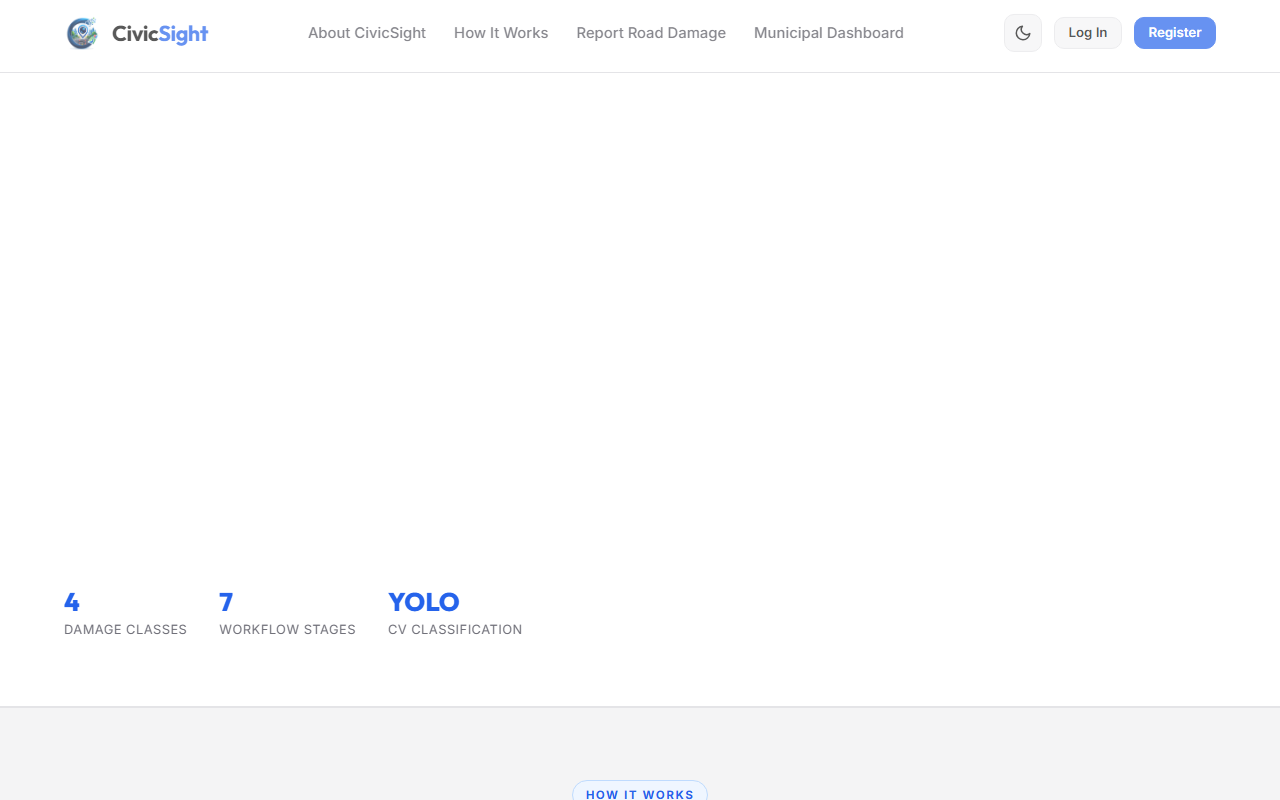 CivicSight
About CivicSight
How It Works
Report Road Damage
Municipal Dashboard
Log In
Register
4
DAMAGE CLASSES
7
WORKFLOW STAGES
YOLO
CV CLASSIFICATION
HOW IT WORKS